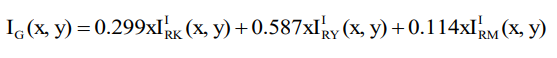 I_G(x, y) = 0.299xI^I_RK(x, y) + 0.587xI^I_RY(x, y) + 0.114xI^I_RM(x, y)